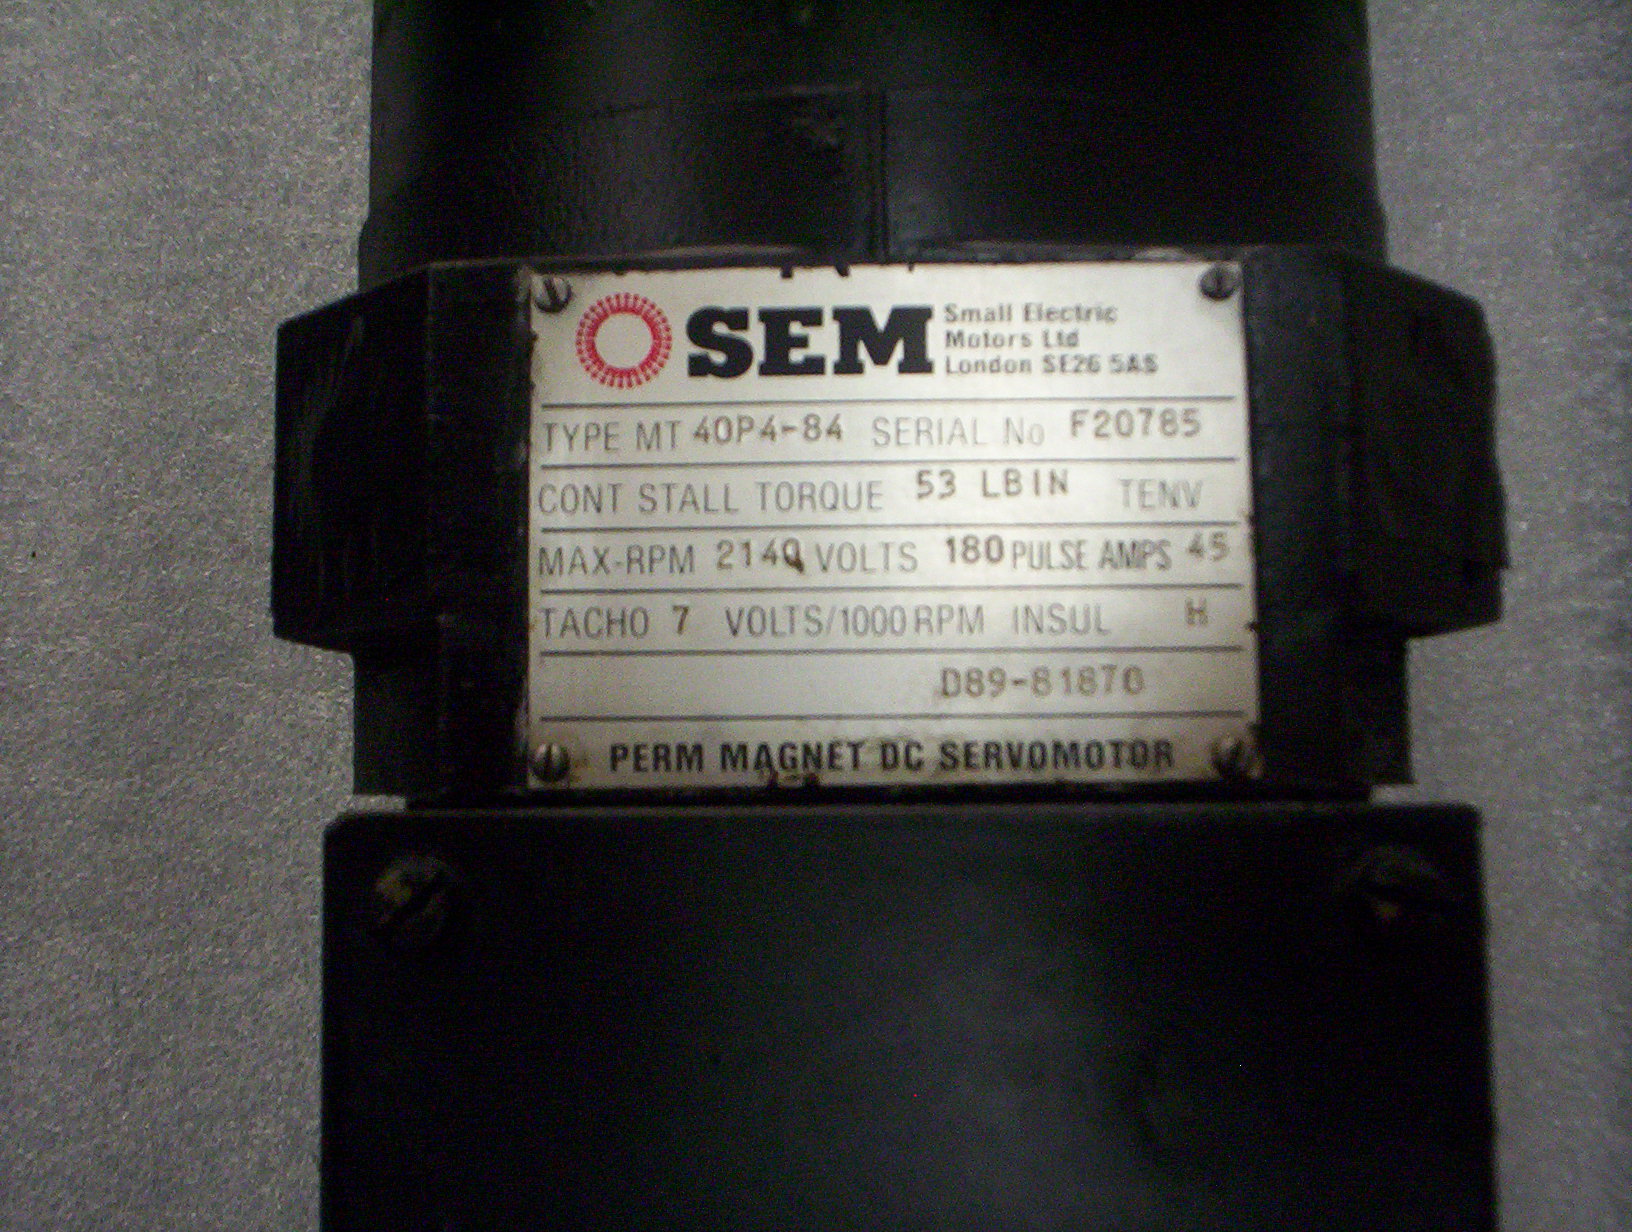 SEM
Small Electric
Motors Ltd
London SE26 5AS
TYPE MT 40P4-84 SERIAL No F20785
CONT STALL TORQUE 53 LBIN TENV
MAX-RPM 2140 VOLTS 180 PULSE AMPS 45
TACHO 7 VOLTS/1000 RPM INSUL H
D89-81870
PERM MAGNET DC SERVOMOTOR